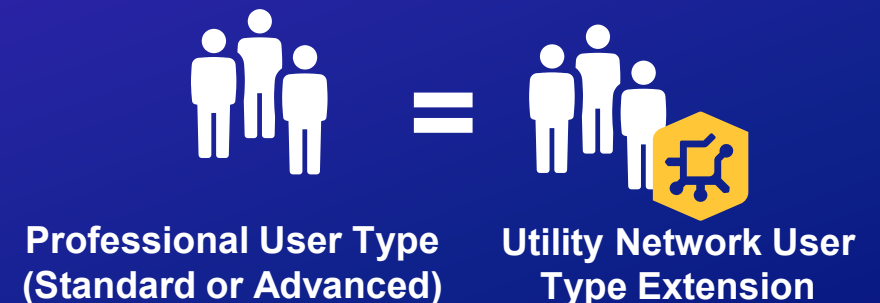 =
Professional User Type
(Standard or Advanced)
Utility Network User
Type Extension